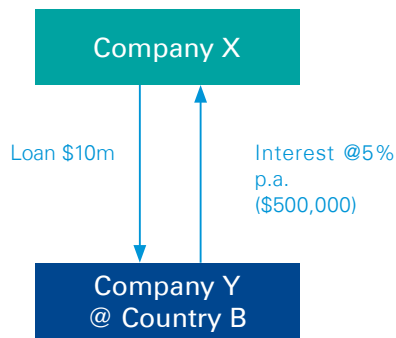 Company X
Loan $10m
Interest @5%
p.a.
($500,000)
Company Y
@ Country B